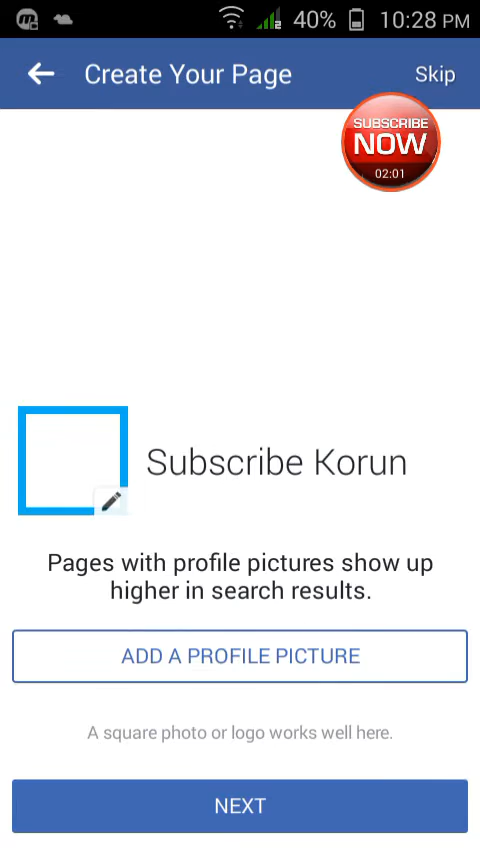 40% 10:28 PM
Create Your Page Skip
SUBSCRIBE
NOW
02:01
Subscribe Korun
Pages with profile pictures show up
higher in search results.
ADD A PROFILE PICTURE
A square photo or logo works well here.
NEXT